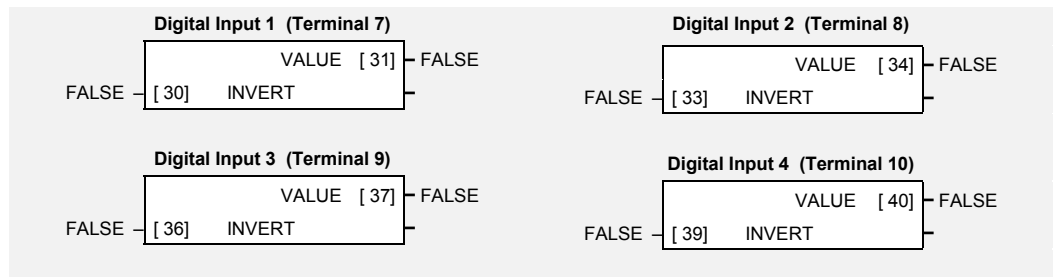 Digital Input 1 (Terminal 7)
VALUE [ 31] FALSE
FALSE [ 30] INVERT
Digital Input 2 (Terminal 8)
VALUE [ 34] FALSE
FALSE [ 33] INVERT
Digital Input 3 (Terminal 9)
VALUE [ 37] FALSE
FALSE [ 36] INVERT
Digital Input 4 (Terminal 10)
VALUE [ 40] FALSE
FALSE [ 39] INVERT